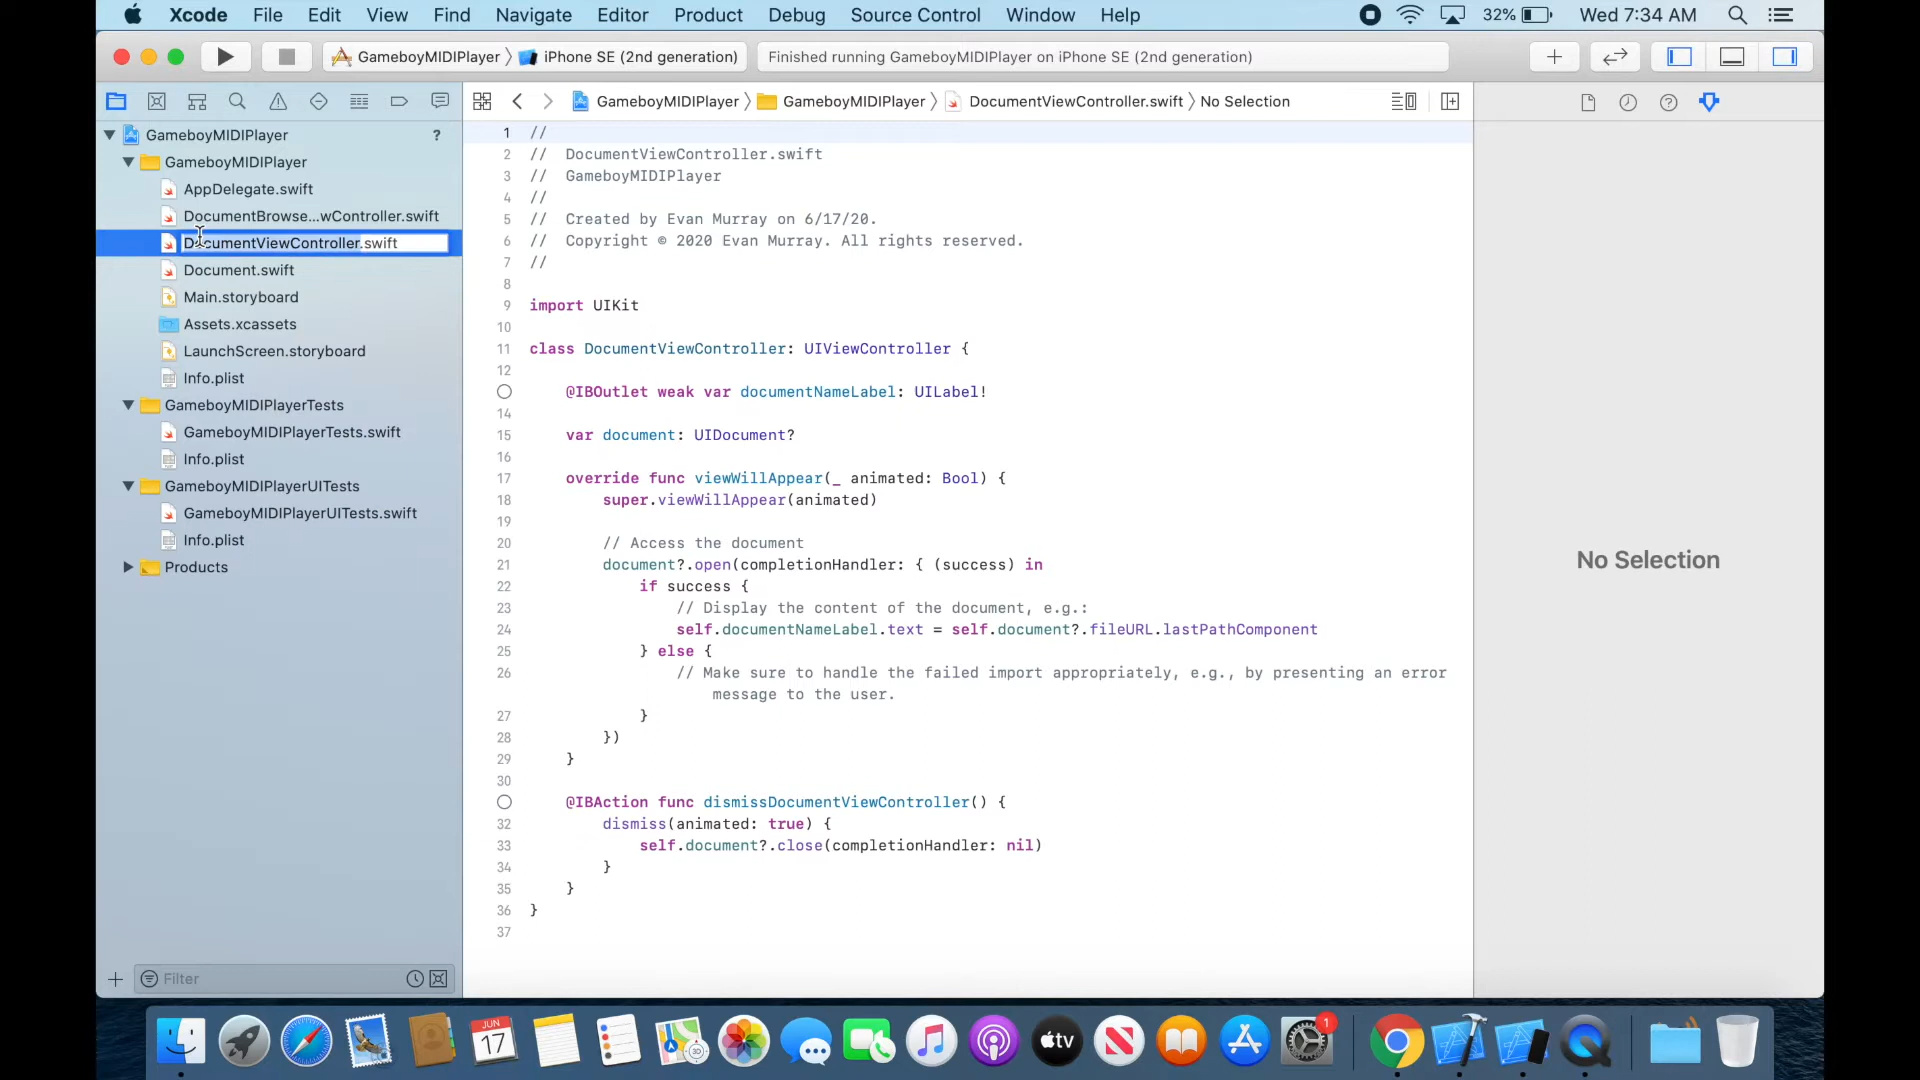 Xcode File Edit View Find Navigate Editor Product Debug Source Control Window Help 32% Wed 7:34 AM
GameboyMIDIPlayer iPhone SE (2nd generation) Finished running GameboyMIDIPlayer on iPhone SE (2nd generation)
GameboyMIDIPlayer GameboyMIDIPlayer DocumentViewController.swift No Selection
GameboyMIDIPlayer ?
GameboyMIDIPlayer
AppDelegate.swift
DocumentBrowse...wController.swift
DocumentViewController.swift
Document.swift
Main.storyboard
Assets.xcassets
LaunchScreen.storyboard
Info.plist
GameboyMIDIPlayerTests
GameboyMIDIPlayerTests.swift
Info.plist
GameboyMIDIPlayerUITests
GameboyMIDIPlayerUITests.swift
Info.plist
Products
Filter
1 //
2 // DocumentViewController.swift
3 // GameboyMIDIPlayer
4 //
5 // Created by Evan Murray on 6/17/20.
6 // Copyright © 2020 Evan Murray. All rights reserved.
7 //
8
9 import UIKit
10
11 class DocumentViewController: UIViewController {
12
@IBOutlet weak var documentNameLabel: UILabel!
14
15 var document: UIDocument?
16
17 override func viewWillAppear(_ animated: Bool) {
18 super.viewWillAppear(animated)
19
20 // Access the document
21 document?.open(completionHandler: { (success) in
22 if success {
23 // Display the content of the document, e.g.:
24 self.documentNameLabel.text = self.document?.fileURL.lastPathComponent
25 } else {
26 // Make sure to handle the failed import appropriately, e.g., by presenting an error
message to the user.
27 }
28 })
29 }
30
@IBAction func dismissDocumentViewController() {
32 dismiss(animated: true) {
33 self.document?.close(completionHandler: nil)
34 }
35 }
36 }
37
No Selection
JUN
17
3D
tv
1